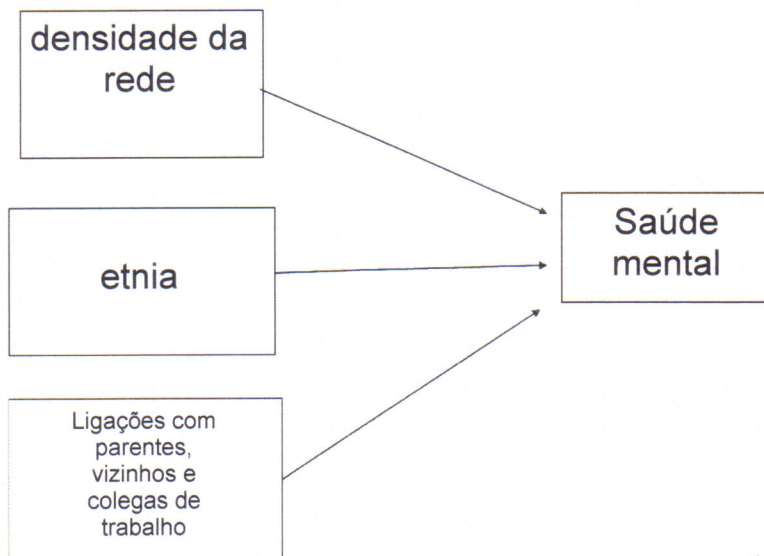 densidade da
rede
etnia
Ligações com
parentes,
vizinhos e
colegas de
trabalho
Saúde
mental